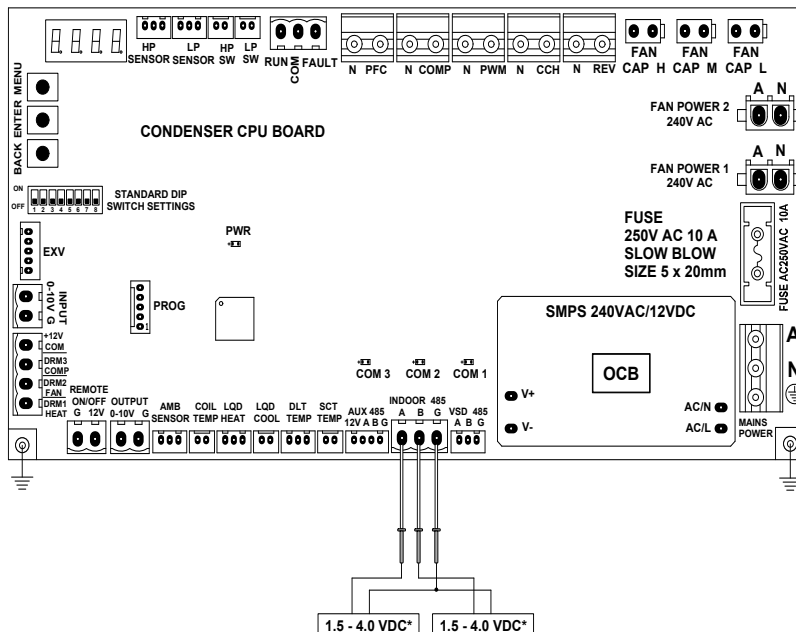 HP SENSOR
LP SENSOR
HP SW
LP SW
RUN COM FAULT
N PFC
N COMP
N PWM
N CCH
N REV
FAN CAP H
FAN CAP M
FAN CAP L
BACK ENTER MENU
CONDENSER CPU BOARD
A N
FAN POWER 2
240V AC
A N
FAN POWER 1
240V AC
ON
OFF
1 2 3 4 5 6 7 8
STANDARD DIP
SWITCH SETTINGS
FUSE
250V AC 10 A
SLOW BLOW
SIZE 5 x 20mm
FUSE AC250VAC 10A
PWR
EXV
INPUT
0-10V G
PROG
1
SMPS 240VAC/12VDC
OCB
V+
V-
AC/N
AC/L
A
N
MAINS
POWER
+12V
COM
DRM3
COMP
DRM2
FAN
DRM1
HEAT
COM 3
COM 2
COM 1
REMOTE
ON/OFF
G 12V
OUTPUT
0-10V G
AMB
SENSOR
COIL
TEMP
LQD
HEAT
LQD
COOL
DLT
TEMP
SCT
TEMP
AUX 485
12V A B G
INDOOR 485
A B G
VSD 485
A B G
1.5 - 4.0 VDC*
1.5 - 4.0 VDC*